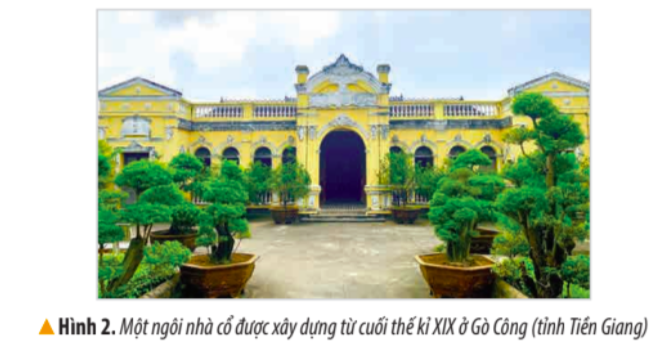 ▲ Hình 2. Một ngôi nhà cổ được xây dựng từ cuối thế kỉ XIX ở Gò Công (tỉnh Tiền Giang)